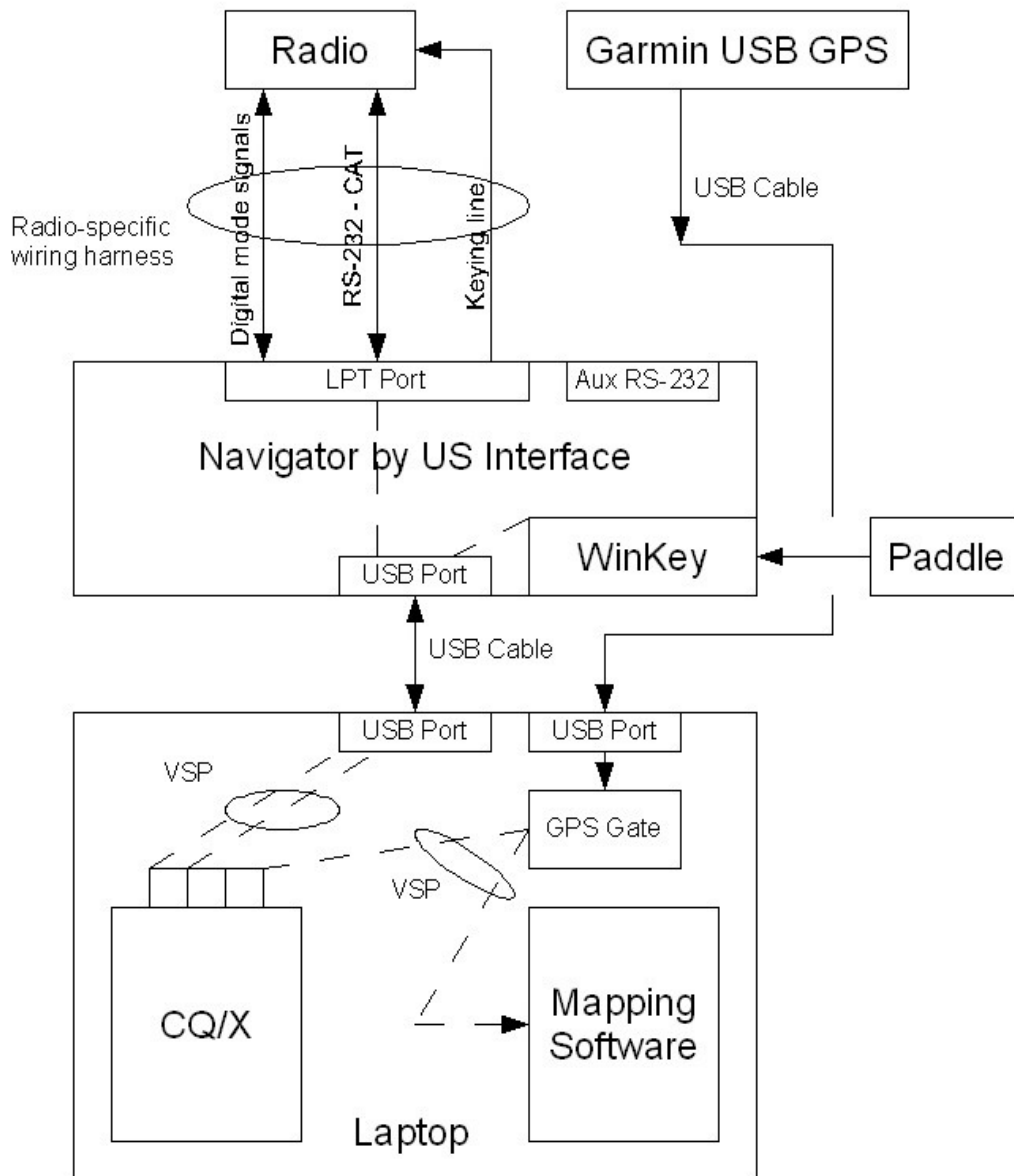 Radio
Garmin USB GPS
Digital mode signals
RS-232 - CAT
Keying line
USB Cable
Radio-specific
wiring harness
LPT Port
Aux RS-232
Navigator by US Interface
WinKey
Paddle
USB Port
USB Cable
USB Port
USB Port
VSP
GPS Gate
VSP
CQ/X
Mapping
Software
Laptop